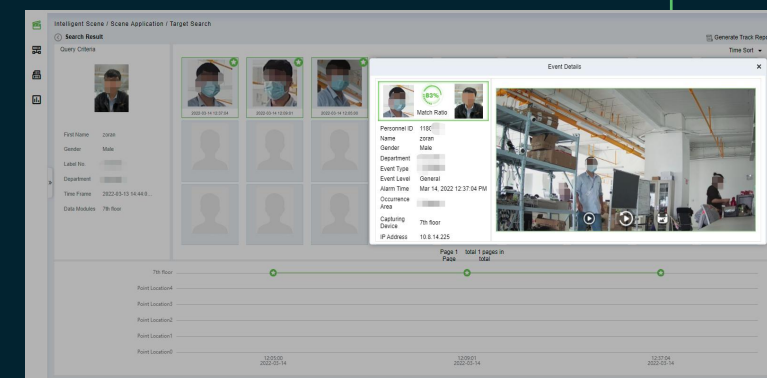 Intelligent Scene / Scene Application / Target Search
Search Result
Generate Track Repo
Query Criteria
Time Sort
Event Details
83%
Match Ratio
2022-03-14 12:37:04
2022-03-14 12:09:01
2022-03-14 12:05:00
Personnel ID 1180
Name zoran
Gender Male
Department
Event Type
Event Level General
Alarm Time Mar 14, 2022 12:37:04 PM
Occurrence
Area
Capturing
Device 7th floor
IP Address 10.8.14.225
First Name zoran
Gender Male
Label No.
Department
Time Frame 2022-03-13 14:44:0...
Data Modules 7th floor
Page 1 total 1 pages in
Page total
7th floor
Point Location4
Point Location3
Point Location2
Point Location1
Point Location0
12:05:00
2022-03-14
12:09:01
2022-03-14
12:37:04
2022-03-14